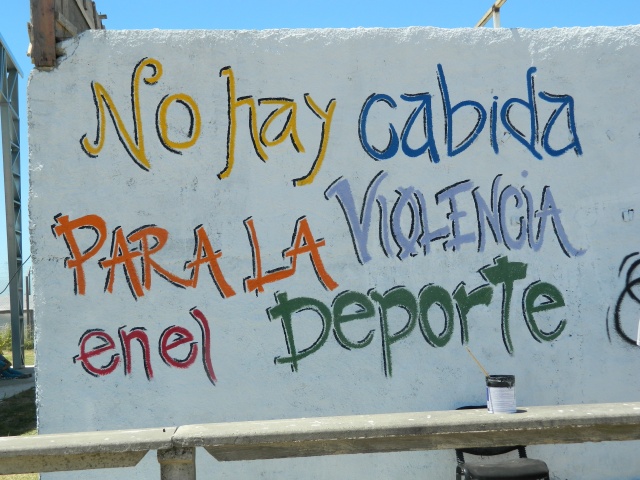 No hay cabida
PARA LA VIOLENCIA
enel Deporte